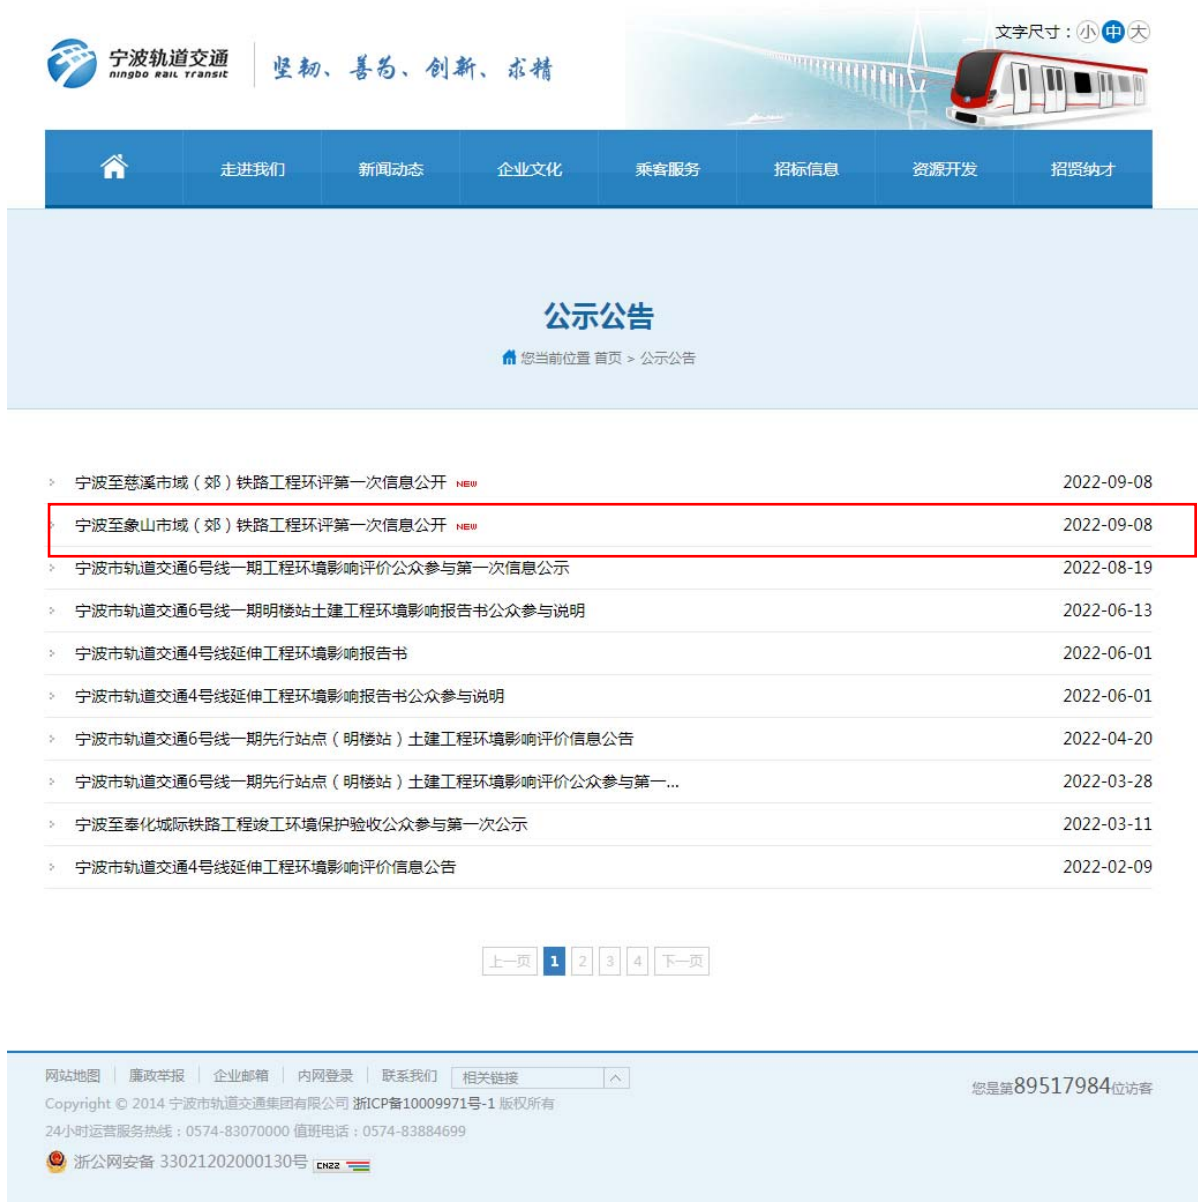 文字尺寸：小 中 大
宁波轨道交通
ningbo Rail Transit
坚韧、善为、创新、求精
走进我们 新闻动态 企业文化 乘客服务 招标信息 资源开发 招贤纳才
公示公告
您当前位置 首页 > 公示公告
宁波至慈溪市域（郊）铁路工程环评第一次信息公开 NEW 2022-09-08
宁波至象山市域（郊）铁路工程环评第一次信息公开 NEW 2022-09-08
宁波市轨道交通6号线一期工程环境影响评价公众参与第一次信息公示 2022-08-19
宁波市轨道交通6号线一期明楼站土建工程环境影响报告书公众参与说明 2022-06-13
宁波市轨道交通4号线延伸工程环境影响报告书 2022-06-01
宁波市轨道交通4号线延伸工程环境影响报告书公众参与说明 2022-06-01
宁波市轨道交通6号线一期先行站点（明楼站）土建工程环境影响评价信息公告 2022-04-20
宁波市轨道交通6号线一期先行站点（明楼站）土建工程环境影响评价公众参与第一... 2022-03-28
宁波至奉化城际铁路工程竣工环境保护验收公众参与第一次公示 2022-03-11
宁波市轨道交通4号线延伸工程环境影响评价信息公告 2022-02-09
上一页 1 2 3 4 下一页
网站地图 | 廉政举报 | 企业邮箱 | 内网登录 | 联系我们 相关链接
您是第89517984位访客
Copyright © 2014 宁波市轨道交通集团有限公司 浙ICP备10009971号-1 版权所有
24小时运营服务热线：0574-83070000 值班电话：0574-83884699
浙公网安备 33021202000130号 CNZZ